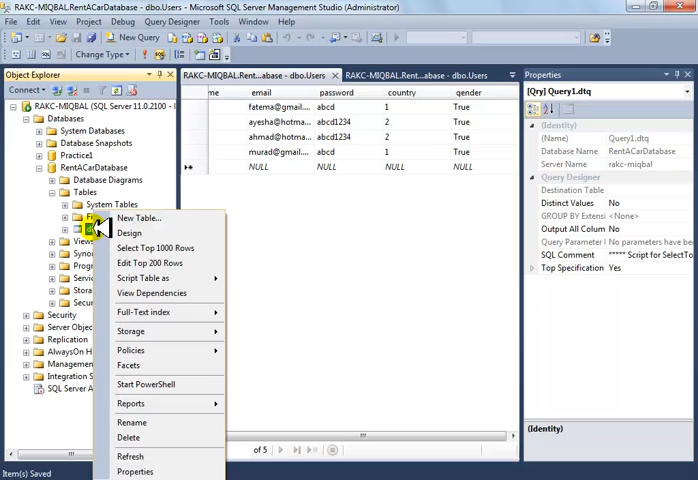 RAKC-MIQBAL.RentACarDatabase - dbo.Users - Microsoft SQL Server Management Studio (Administrator)
File Edit View Project Debug Query Designer Tools Window Help
New Query
Change Type
Object Explorer
Connect
RAKC-MIQBAL (SQL Server 11.0.2100 -
Databases
System Databases
Database Snapshots
Practice1
RentACarDatabase
Database Diagrams
Tables
System Tables
Views
Security
Server Objec
Replication
AlwaysOn H
Managemen
Integration S
SQL Server A
New Table...
Design
Select Top 1000 Rows
Edit Top 200 Rows
Script Table as
View Dependencies
Full-Text index
Storage
Policies
Facets
Start PowerShell
Reports
Rename
Delete
Refresh
Properties
RAKC-MIQBAL.Rent...abase - dbo.Users
RAKC-MIQBAL.Rent...abase - dbo.Users
me email password country gender
fatema@gmail.... abcd 1 True
ayesha@hotma... abcd1234 2 True
ahmad@hotma... abcd1234 2 True
murad@gmail.... abcd 1 True
NULL NULL NULL NULL
of 5
Properties
[Qry] Query1.dtq
(Identity)
(Name) Query1.dtq
Database Name RentACarDatabase
Server Name rakc-miqbal
Query Designer
Destination Table
Distinct Values No
GROUP BY Extensi <None>
Output All Column No
Query Parameter L No parameters have been
SQL Comment ***** Script for SelectTo
Top Specification Yes
(Identity)
Item(s) Saved